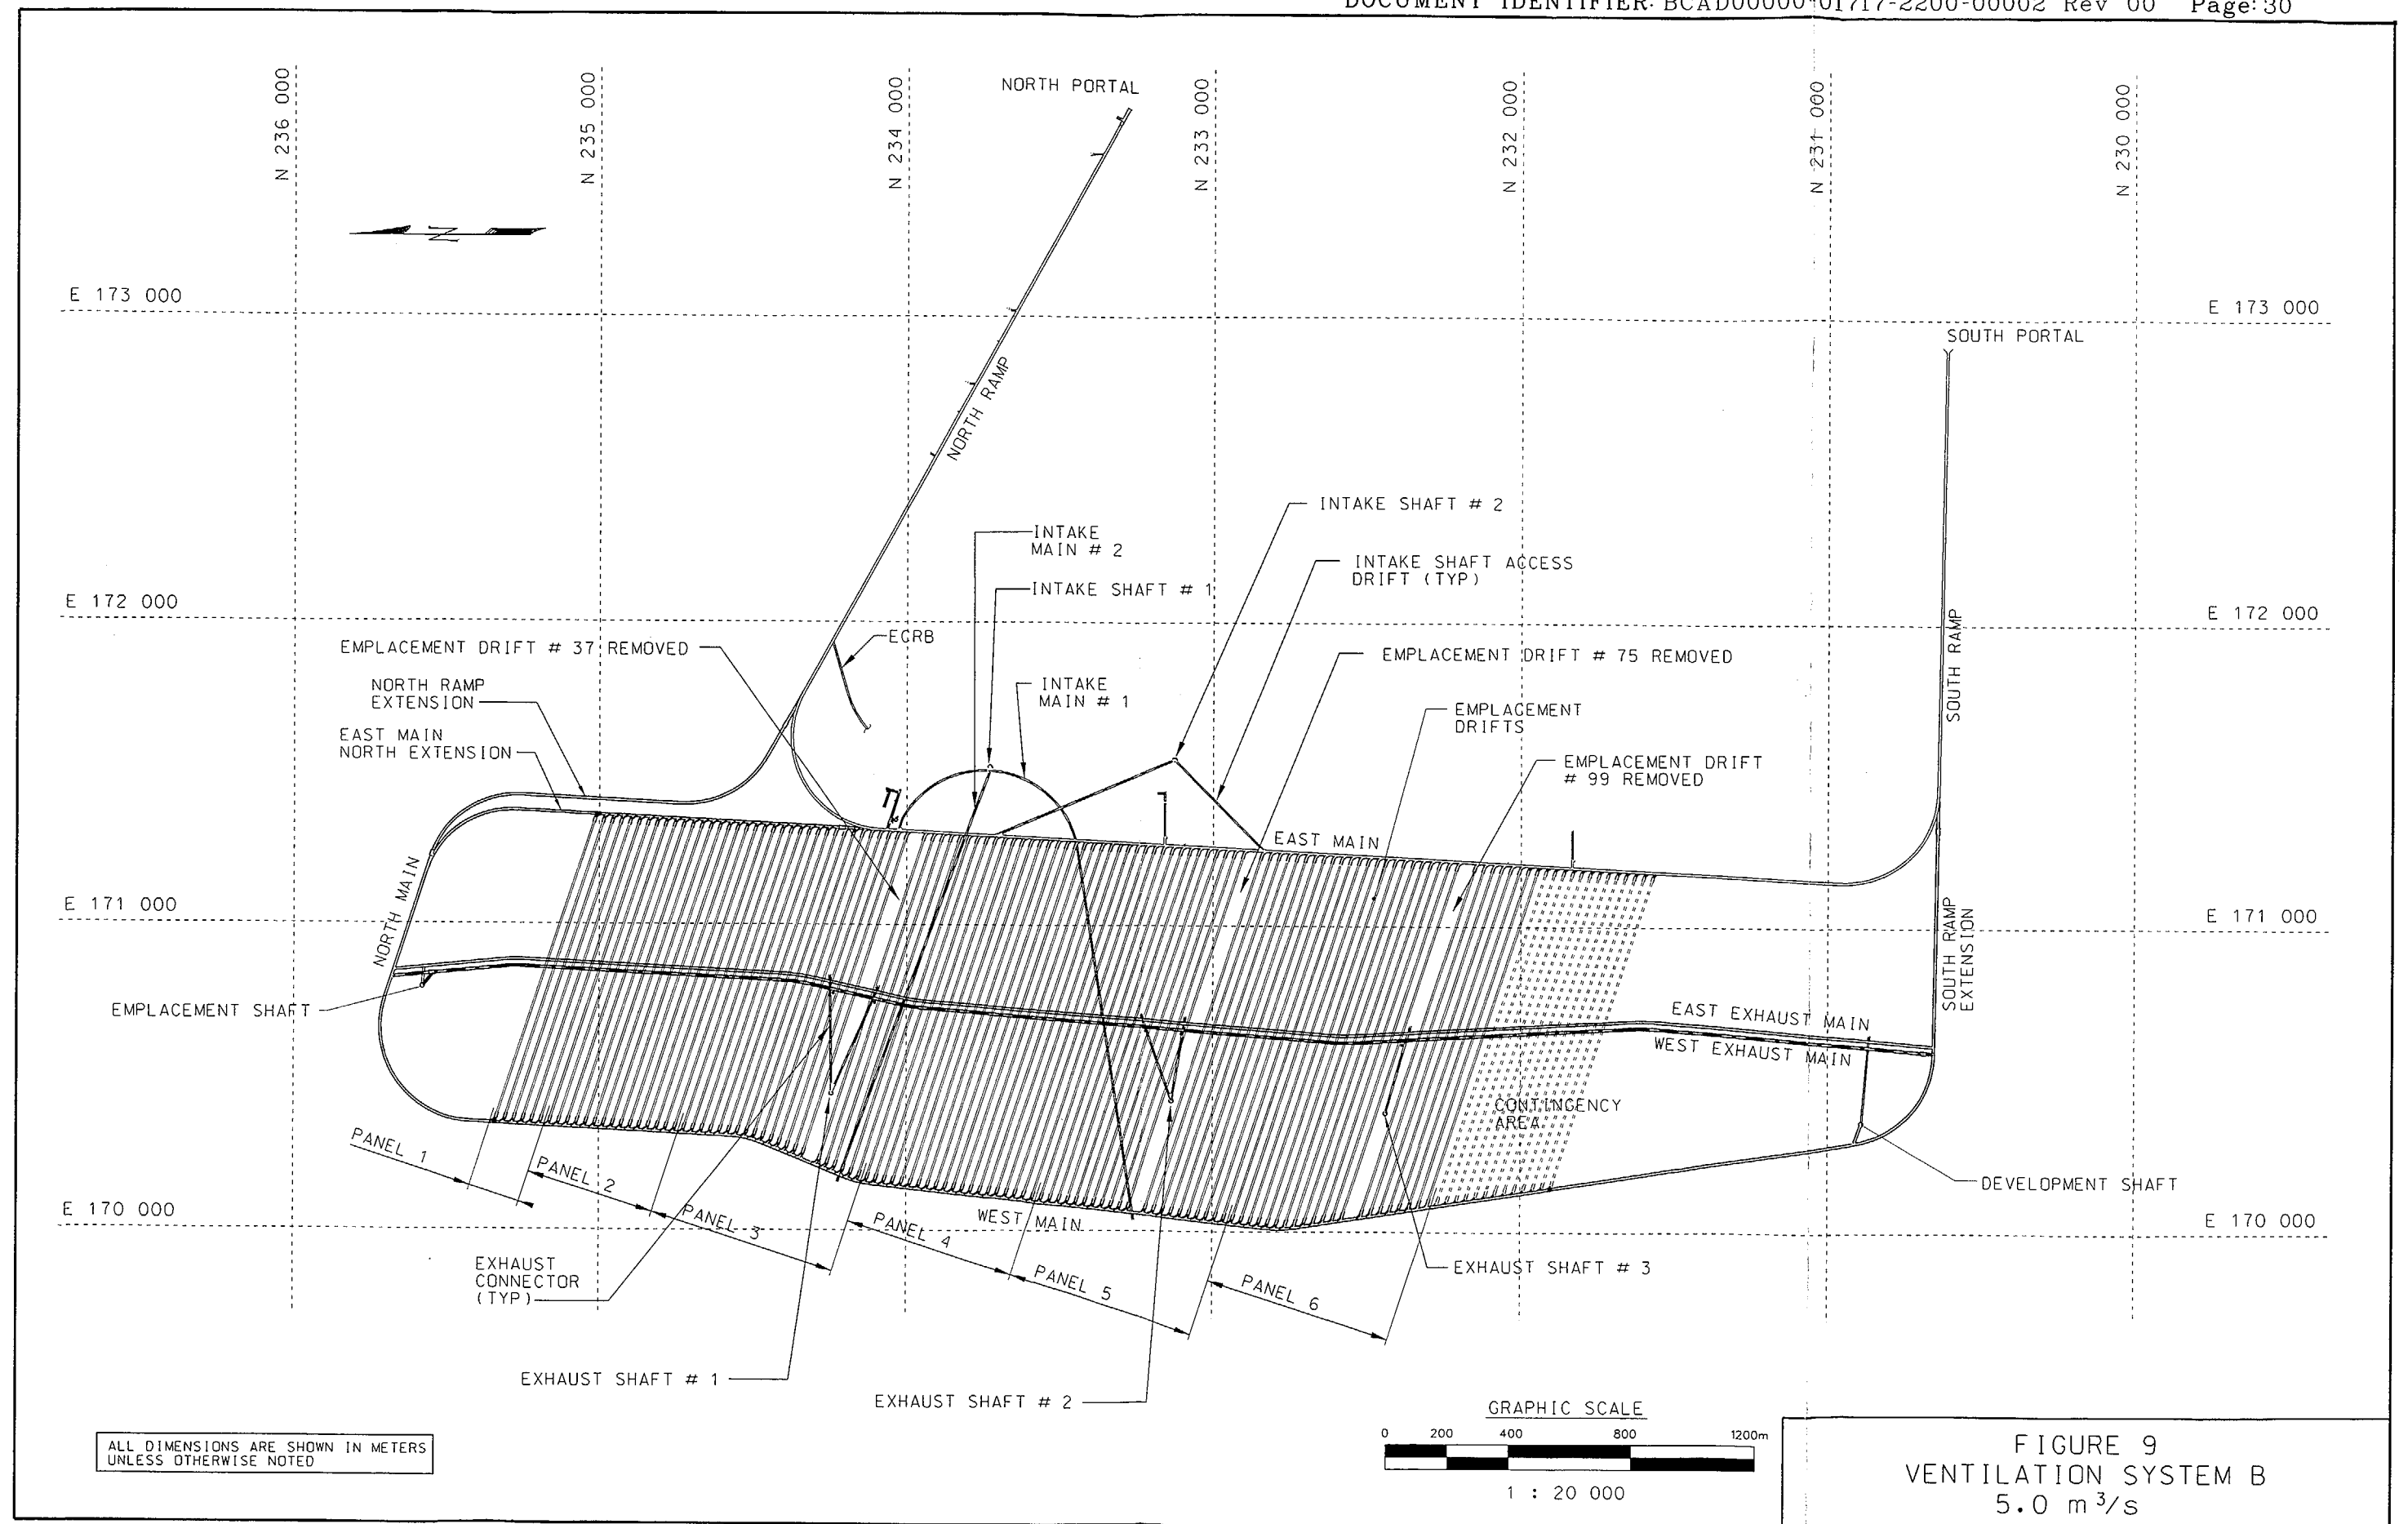 DOCUMENT IDENTIFIER: BCAD00000-01717-2200-00002 Rev 00 Page: 30
N 236 000
N 235 000
N 234 000
N 233 000
N 232 000
N 231 000
N 230 000
NORTH PORTAL
N
E 173 000
E 173 000
SOUTH PORTAL
NORTH RAMP
INTAKE SHAFT # 2
INTAKE
MAIN # 2
INTAKE SHAFT ACCESS
DRIFT (TYP)
INTAKE SHAFT # 1
E 172 000
E 172 000
ECRB
EMPLACEMENT DRIFT # 37 REMOVED
EMPLACEMENT DRIFT # 75 REMOVED
SOUTH RAMP
NORTH RAMP
EXTENSION
INTAKE
MAIN # 1
EMPLACEMENT
DRIFTS
EAST MAIN
NORTH EXTENSION
EMPLACEMENT DRIFT
# 99 REMOVED
EAST MAIN
NORTH MAIN
E 171 000
E 171 000
SOUTH RAMP
EXTENSION
EMPLACEMENT SHAFT
EAST EXHAUST MAIN
WEST EXHAUST MAIN
CONTINGENCY
AREA
PANEL 1
PANEL 2
PANEL 3
PANEL 4
PANEL 5
PANEL 6
WEST MAIN
DEVELOPMENT SHAFT
E 170 000
E 170 000
EXHAUST
CONNECTOR
(TYP)
EXHAUST SHAFT # 3
EXHAUST SHAFT # 1
EXHAUST SHAFT # 2
GRAPHIC SCALE
0 200 400 800 1200m
1 : 20 000
ALL DIMENSIONS ARE SHOWN IN METERS
UNLESS OTHERWISE NOTED
FIGURE 9
VENTILATION SYSTEM B
5.0 m³/s